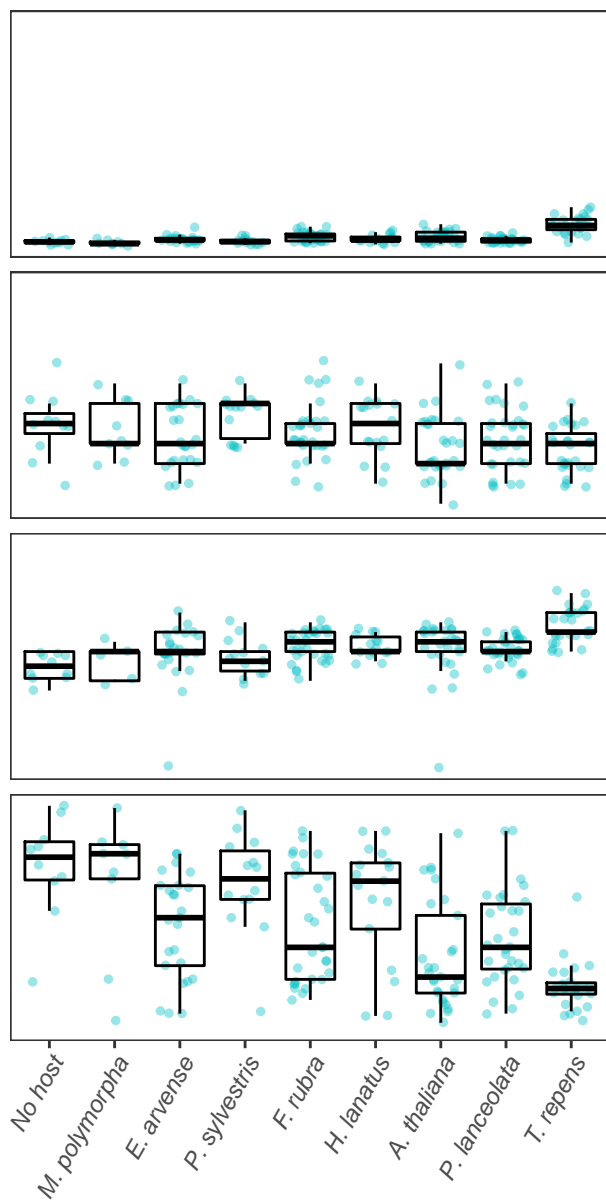 No host
M. polymorpha
E. arvense
P. sylvestris
F. rubra
H. lanatus
A. thaliana
P. lanceolata
T. repens